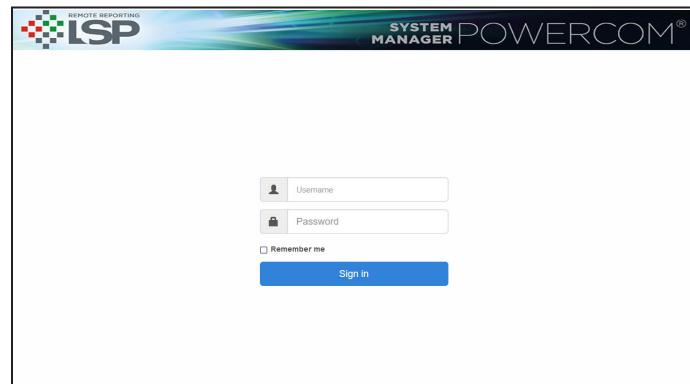 REMOTE REPORTING
LSP
SYSTEM
MANAGER POWERCOM®
Username
Password
Remember me
Sign in